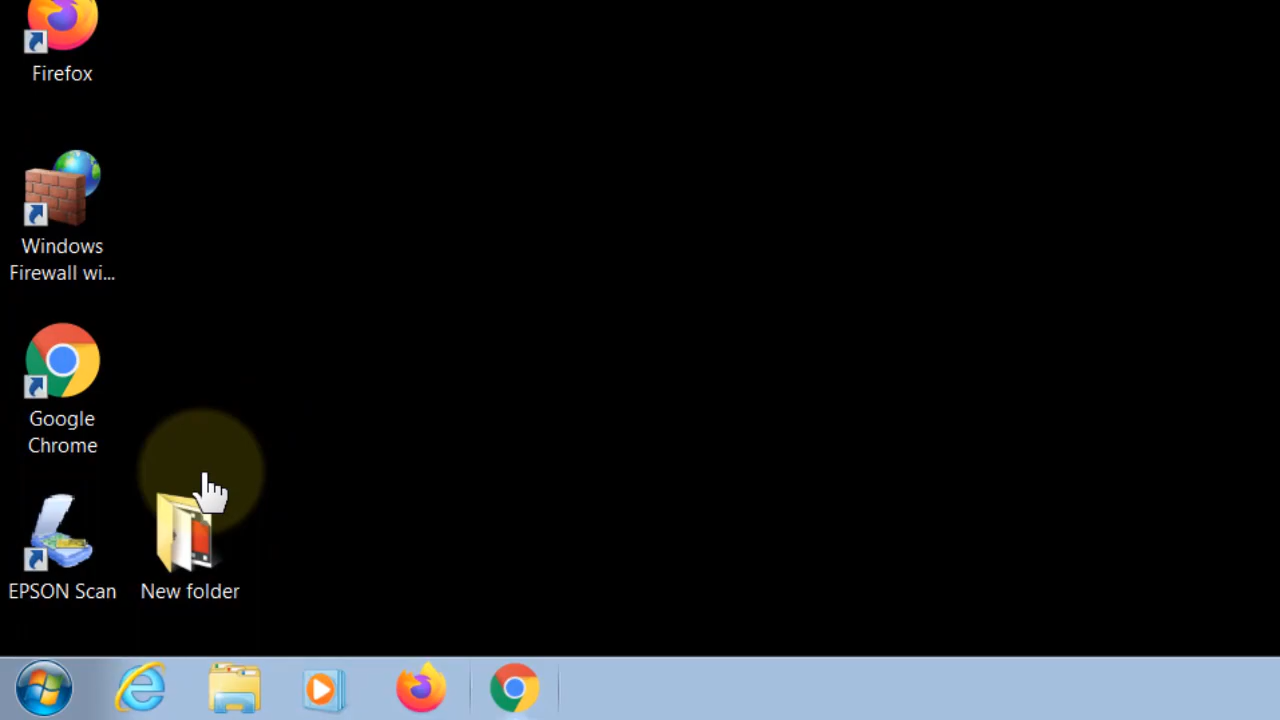 Firefox
Windows
Firewall wi...
Google
Chrome
EPSON Scan
New folder